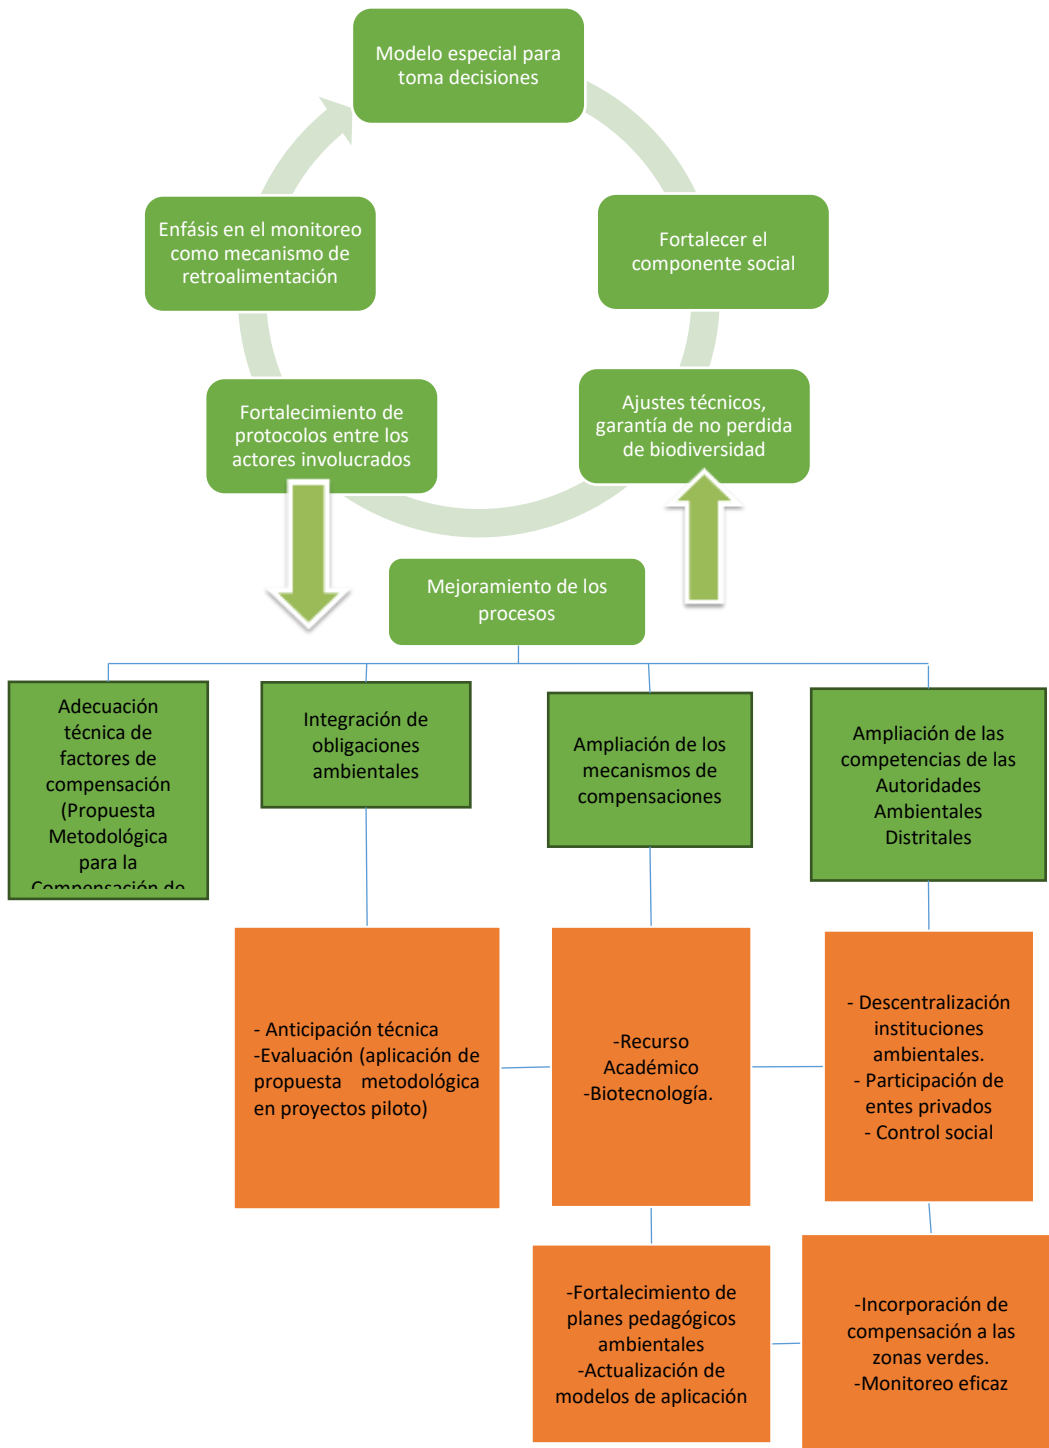 Modelo especial para
toma decisiones
Enfásis en el monitoreo
como mecanismo de
retroalimentación
Fortalecer el
componente social
Fortalecimiento de
protocolos entre los
actores involucrados
Ajustes técnicos,
garantía de no perdida
de biodiversidad
Mejoramiento de los
procesos
Adecuación
técnica de
factores de
compensación
(Propuesta
Metodológica
para la
Compensación de
Integración de
obligaciones
ambientales
Ampliación de los
mecanismos de
compensaciones
Ampliación de las
competencias de las
Autoridades
Ambientales
Distritales
- Anticipación técnica
-Evaluación (aplicación de
propuesta metodológica
en proyectos piloto)
-Recurso
Académico
-Biotecnología.
- Descentralización
instituciones
ambientales.
- Participación de
entes privados
- Control social
-Fortalecimiento de
planes pedagógicos
ambientales
-Actualización de
modelos de aplicación
-Incorporación de
compensación a las
zonas verdes.
-Monitoreo eficaz